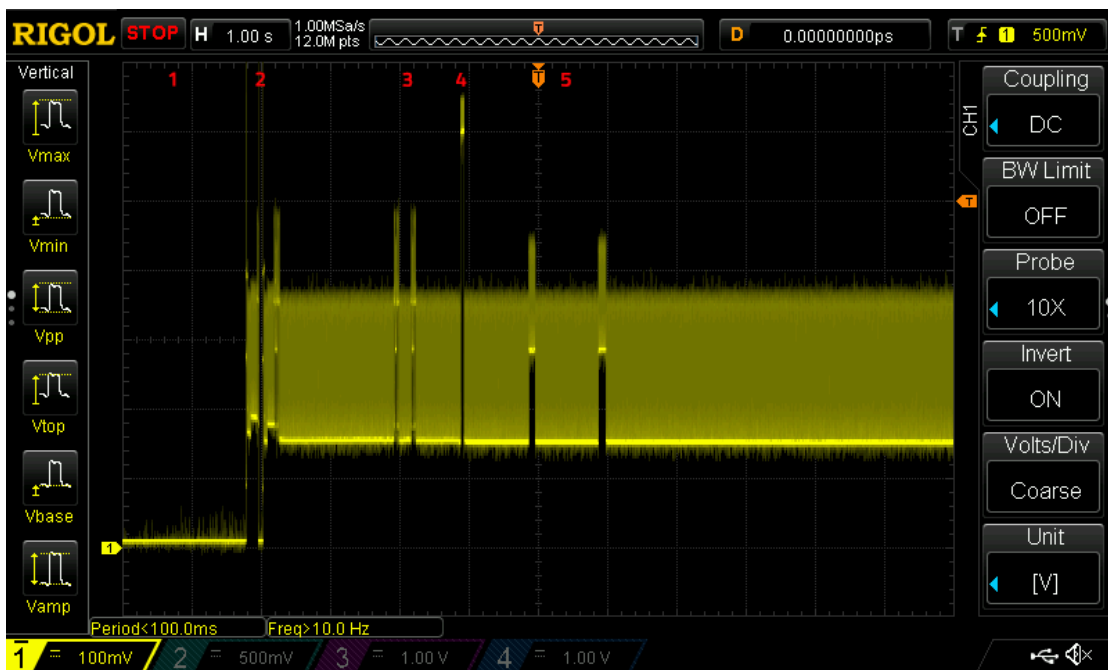 RIGOL STOP H 1.00 s 1.00MSa/s 12.0M pts T D 0.00000000ps T 1 500mV
Vertical
1 2 3 4 T 5
Vmax
Vmin
Vpp
Vtop
Vbase
Vamp
1
T
CH1
Coupling
DC
BW Limit
OFF
Probe
10X
Invert
ON
Volts/Div
Coarse
Unit
[V]
Period<100.0ms Freq>10.0 Hz
1 = 100mV 2 = 500mV 3 = 1.00 V 4 = 1.00 V